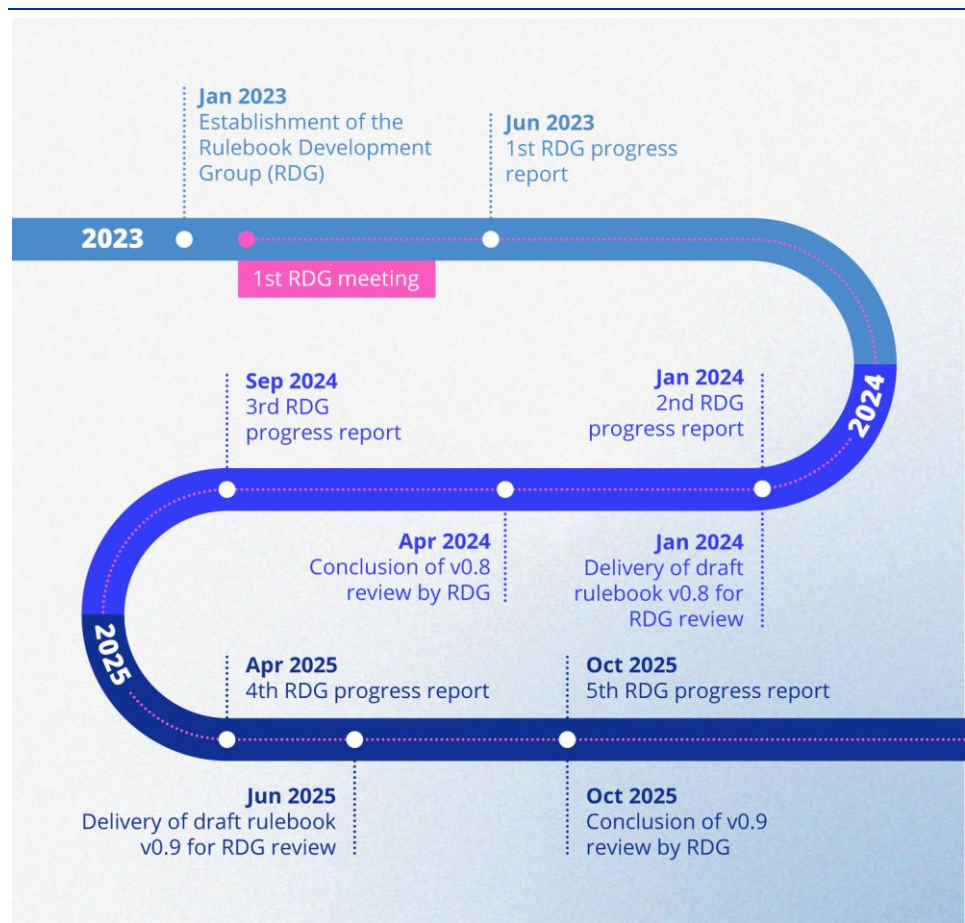 Jan 2023
Establishment of the
Rulebook Development
Group (RDG)
Jun 2023
1st RDG progress
report
2023
1st RDG meeting
2024
Jan 2024
2nd RDG
progress report
Jan 2024
Delivery of draft
rulebook v0.8 for
RDG review
Apr 2024
Conclusion of v0.8
review by RDG
Sep 2024
3rd RDG
progress report
2025
Apr 2025
4th RDG progress report
Jun 2025
Delivery of draft rulebook
v0.9 for RDG review
Oct 2025
5th RDG progress report
Oct 2025
Conclusion of v0.9
review by RDG